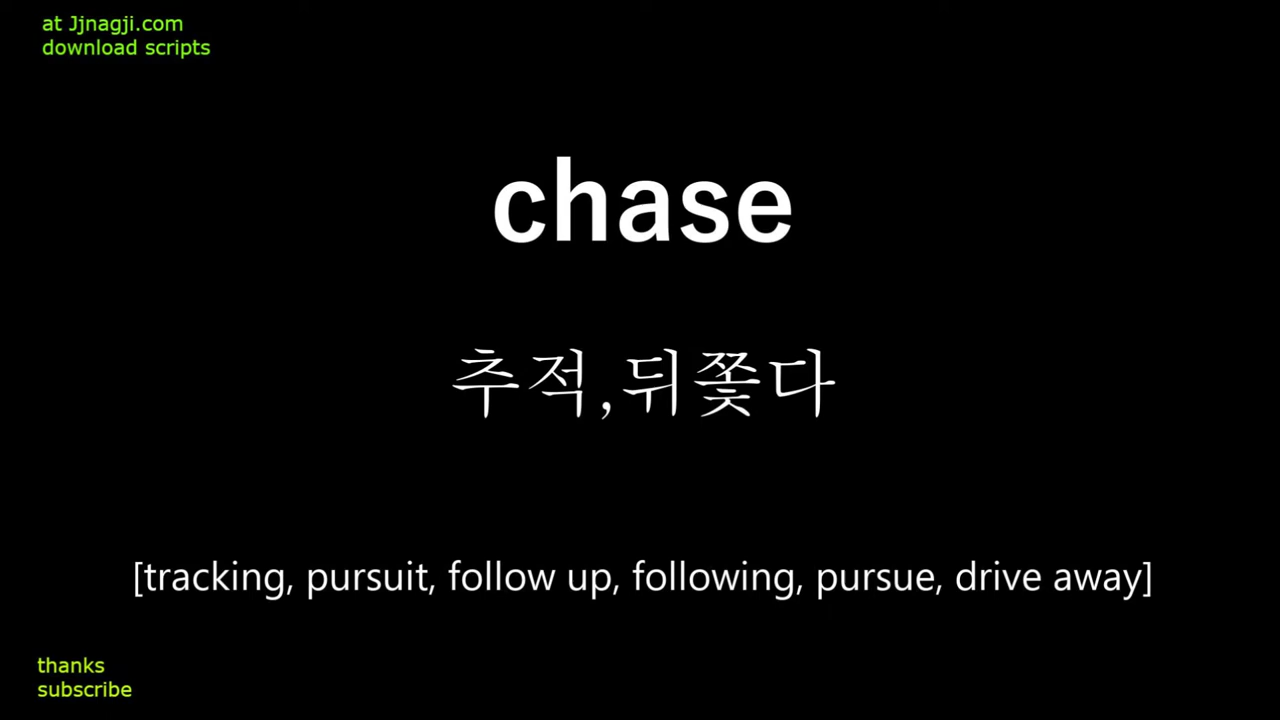 at Jjnagji.com
download scripts
chase
추적,뒤쫓다
[tracking, pursuit, follow up, following, pursue, drive away]
thanks
subscribe